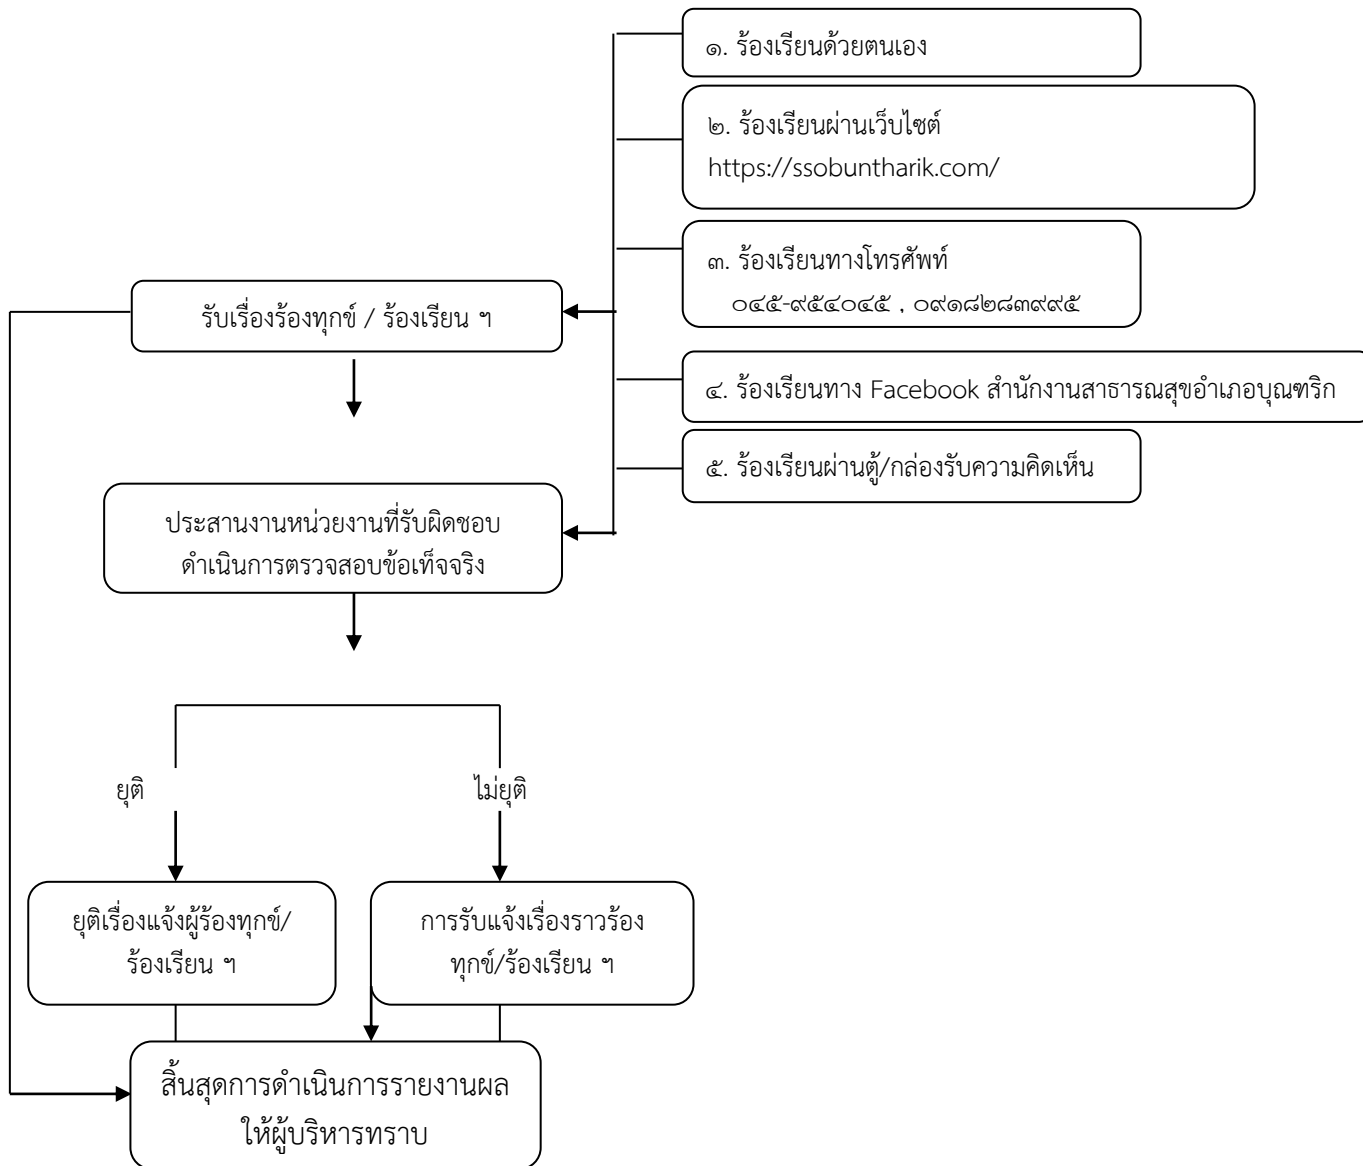 ๑. ร้องเรียนด้วยตนเอง
๒. ร้องเรียนผ่านเว็บไซต์
https://ssobuntharik.com/
๓. ร้องเรียนทางโทรศัพท์
๐๔๕-๙๕๔๐๔๕ , ๐๙๑๘๒๘๓๙๙๕
๔. ร้องเรียนทาง Facebook สำนักงานสาธารณสุขอำเภอบุณฑริก
๕. ร้องเรียนผ่านตู้/กล่องรับความคิดเห็น
รับเรื่องร้องทุกข์ / ร้องเรียน ฯ
ประสานงานหน่วยงานที่รับผิดชอบ
ดำเนินการตรวจสอบข้อเท็จจริง
ยุติ
ไม่ยุติ
ยุติเรื่องแจ้งผู้ร้องทุกข์/
ร้องเรียน ฯ
การรับแจ้งเรื่องราวร้อง
ทุกข์/ร้องเรียน ฯ
สิ้นสุดการดำเนินการรายงานผล
ให้ผู้บริหารทราบ